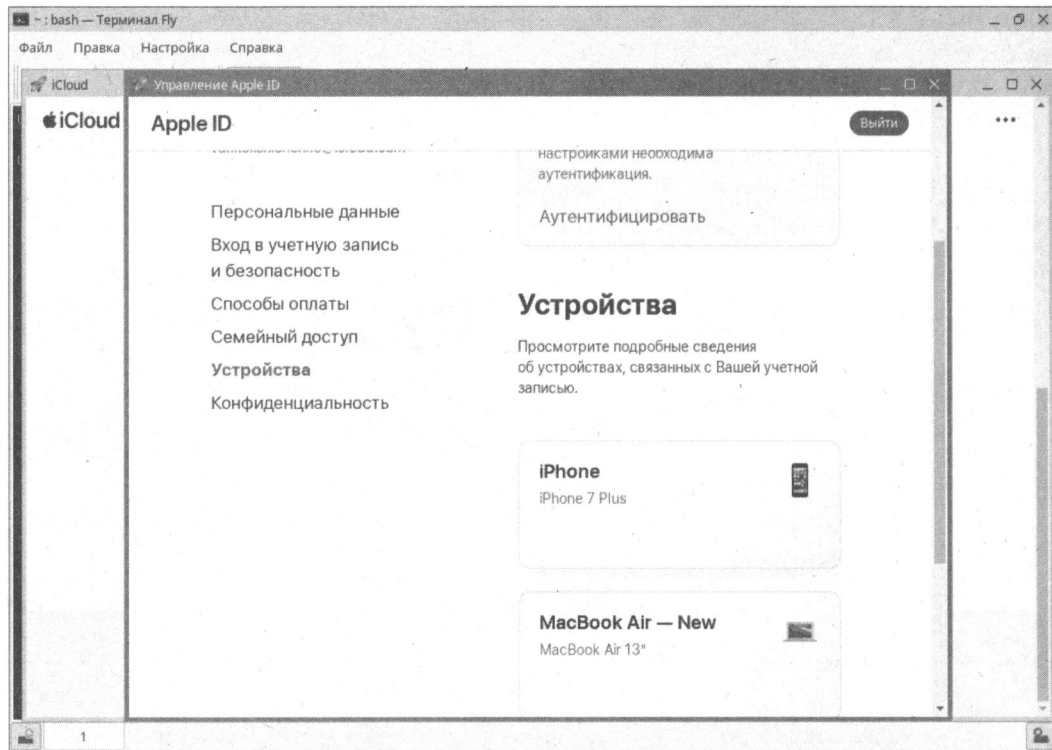 ~ : bash — Терминал Fly
Файл Правка Настройка Справка
iCloud
Управление Apple ID
iCloud
Apple ID
Выйти
настройками необходима
аутентификация.
Аутентифицировать
Персональные данные
Вход в учетную запись
и безопасность
Способы оплаты
Семейный доступ
Устройства
Конфиденциальность
Устройства
Просмотрите подробные сведения
об устройствах, связанных с Вашей учетной
записью.
iPhone
iPhone 7 Plus
MacBook Air — New
MacBook Air 13"
1